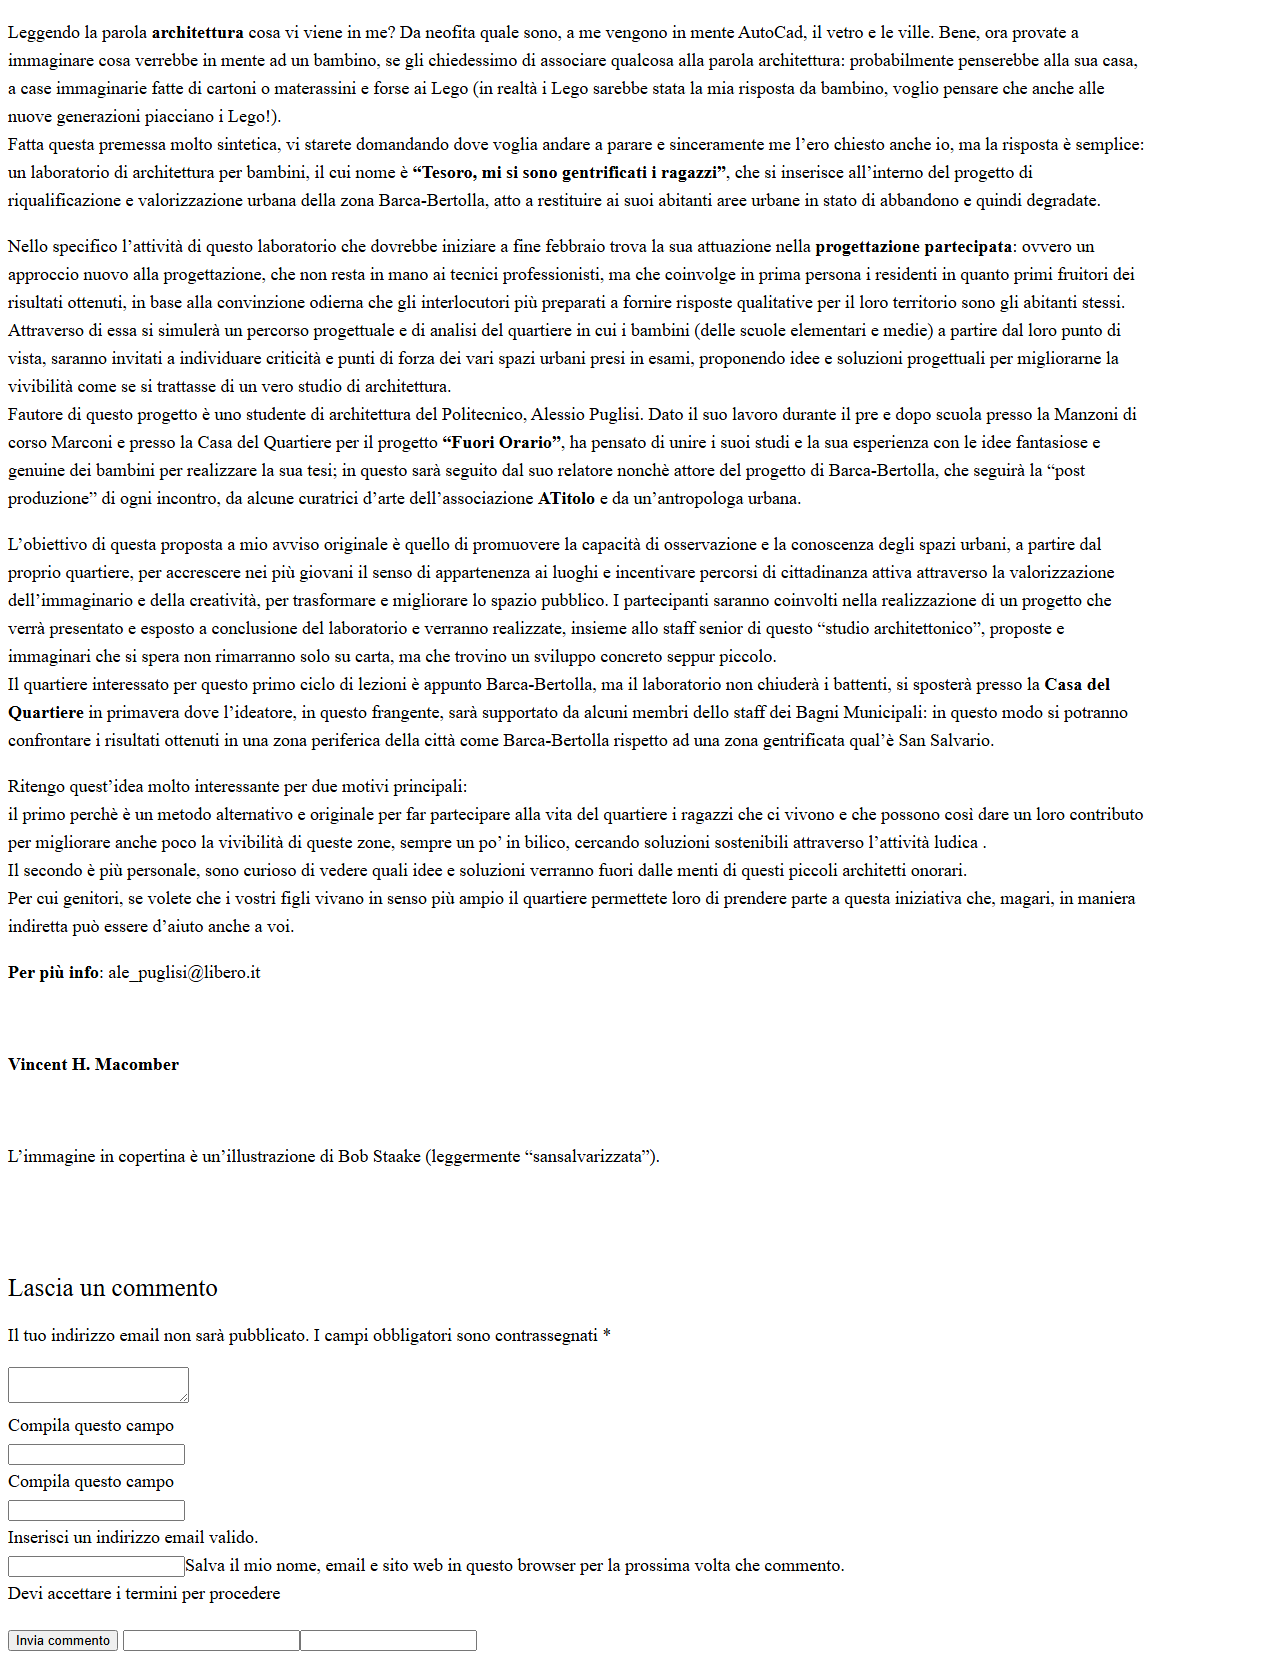 Leggendo la parola architettura cosa vi viene in me? Da neofita quale sono, a me vengono in mente AutoCad, il vetro e le ville. Bene, ora provate a
immaginare cosa verrebbe in mente ad un bambino, se gli chiedessimo di associare qualcosa alla parola architettura: probabilmente penserebbe alla sua casa,
a case immaginarie fatte di cartoni o materassini e forse ai Lego (in realtà i Lego sarebbe stata la mia risposta da bambino, voglio pensare che anche alle
nuove generazioni piacciano i Lego!).
Fatta questa premessa molto sintetica, vi starete domandando dove voglia andare a parare e sinceramente me l’ero chiesto anche io, ma la risposta è semplice:
un laboratorio di architettura per bambini, il cui nome è “Tesoro, mi si sono gentrificati i ragazzi”, che si inserisce all’interno del progetto di
riqualificazione e valorizzazione urbana della zona Barca-Bertolla, atto a restituire ai suoi abitanti aree urbane in stato di abbandono e quindi degradate.
Nello specifico l’attività di questo laboratorio che dovrebbe iniziare a fine febbraio trova la sua attuazione nella progettazione partecipata: ovvero un
approccio nuovo alla progettazione, che non resta in mano ai tecnici professionisti, ma che coinvolge in prima persona i residenti in quanto primi fruitori dei
risultati ottenuti, in base alla convinzione odierna che gli interlocutori più preparati a fornire risposte qualitative per il loro territorio sono gli abitanti stessi.
Attraverso di essa si simulerà un percorso progettuale e di analisi del quartiere in cui i bambini (delle scuole elementari e medie) a partire dal loro punto di
vista, saranno invitati a individuare criticità e punti di forza dei vari spazi urbani presi in esami, proponendo idee e soluzioni progettuali per migliorarne la
vivibilità come se si trattasse di un vero studio di architettura.
Fautore di questo progetto è uno studente di architettura del Politecnico, Alessio Puglisi. Dato il suo lavoro durante il pre e dopo scuola presso la Manzoni di
corso Marconi e presso la Casa del Quartiere per il progetto “Fuori Orario”, ha pensato di unire i suoi studi e la sua esperienza con le idee fantasiose e
genuine dei bambini per realizzare la sua tesi; in questo sarà seguito dal suo relatore nonchè attore del progetto di Barca-Bertolla, che seguirà la “post
produzione” di ogni incontro, da alcune curatrici d’arte dell’associazione ATitolo e da un’antropologa urbana.
L’obiettivo di questa proposta a mio avviso originale è quello di promuovere la capacità di osservazione e la conoscenza degli spazi urbani, a partire dal
proprio quartiere, per accrescere nei più giovani il senso di appartenenza ai luoghi e incentivare percorsi di cittadinanza attiva attraverso la valorizzazione
dell’immaginario e della creatività, per trasformare e migliorare lo spazio pubblico. I partecipanti saranno coinvolti nella realizzazione di un progetto che
verrà presentato e esposto a conclusione del laboratorio e verranno realizzate, insieme allo staff senior di questo “studio architettonico”, proposte e
immaginari che si spera non rimarranno solo su carta, ma che trovino un sviluppo concreto seppur piccolo.
Il quartiere interessato per questo primo ciclo di lezioni è appunto Barca-Bertolla, ma il laboratorio non chiuderà i battenti, si sposterà presso la Casa del
Quartiere in primavera dove l’ideatore, in questo frangente, sarà supportato da alcuni membri dello staff dei Bagni Municipali: in questo modo si potranno
confrontare i risultati ottenuti in una zona periferica della città come Barca-Bertolla rispetto ad una zona gentrificata qual’è San Salvario.
Ritengo quest’idea molto interessante per due motivi principali:
il primo perchè è un metodo alternativo e originale per far partecipare alla vita del quartiere i ragazzi che ci vivono e che possono così dare un loro contributo
per migliorare anche poco la vivibilità di queste zone, sempre un po’ in bilico, cercando soluzioni sostenibili attraverso l’attività ludica .
Il secondo è più personale, sono curioso di vedere quali idee e soluzioni verranno fuori dalle menti di questi piccoli architetti onorari.
Per cui genitori, se volete che i vostri figli vivano in senso più ampio il quartiere permettete loro di prendere parte a questa iniziativa che, magari, in maniera
indiretta può essere d’aiuto anche a voi.
Per più info: ale_puglisi@libero.it
Vincent H. Macomber
L’immagine in copertina è un’illustrazione di Bob Staake (leggermente “sansalvarizzata”).
Lascia un commento
Il tuo indirizzo email non sarà pubblicato. I campi obbligatori sono contrassegnati *
Compila questo campo
Compila questo campo
Inserisci un indirizzo email valido.
Salva il mio nome, email e sito web in questo browser per la prossima volta che commento.
Devi accettare i termini per procedere
Invia commento